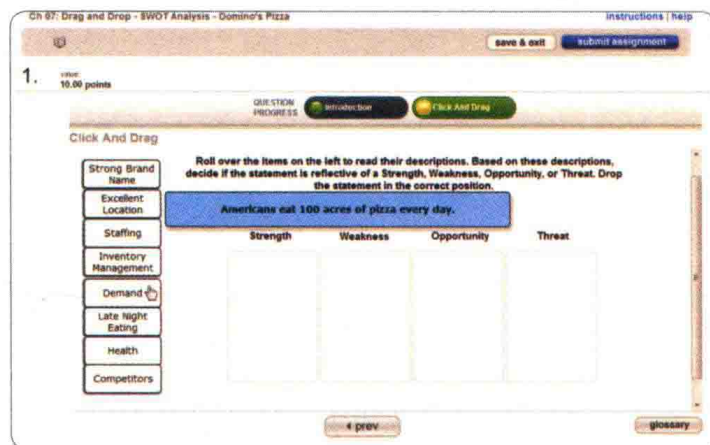 Ch 07: Drag and Drop - SWOT Analysis - Domino's Pizza
instructions | help
save & exit
submit assignment
1.
value:
10.00 points
QUESTION
PROGRESS
Introduction
Click And Drag
Click And Drag
Roll over the items on the left to read their descriptions. Based on these descriptions,
decide if the statement is reflective of a Strength, Weakness, Opportunity, or Threat. Drop
the statement in the correct position.
Strong Brand
Name
Excellent
Location
Staffing
Inventory
Management
Demand
Late Night
Eating
Health
Competitors
Americans eat 100 acres of pizza every day.
Strength
Weakness
Opportunity
Threat
prev
glossary